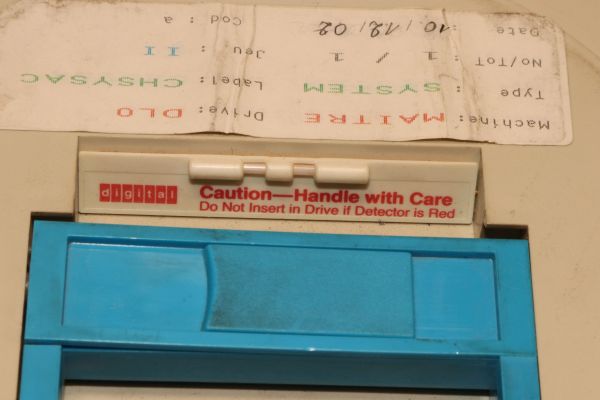 Machine: MAITRE Drive: DL0
Type : SYSTEM Label: CHSYSAC
No/ToT : 1 / 1 Jeu : II
Date : 10/12/02 Cod : a
digital Caution—Handle with Care
Do Not Insert in Drive if Detector is Red